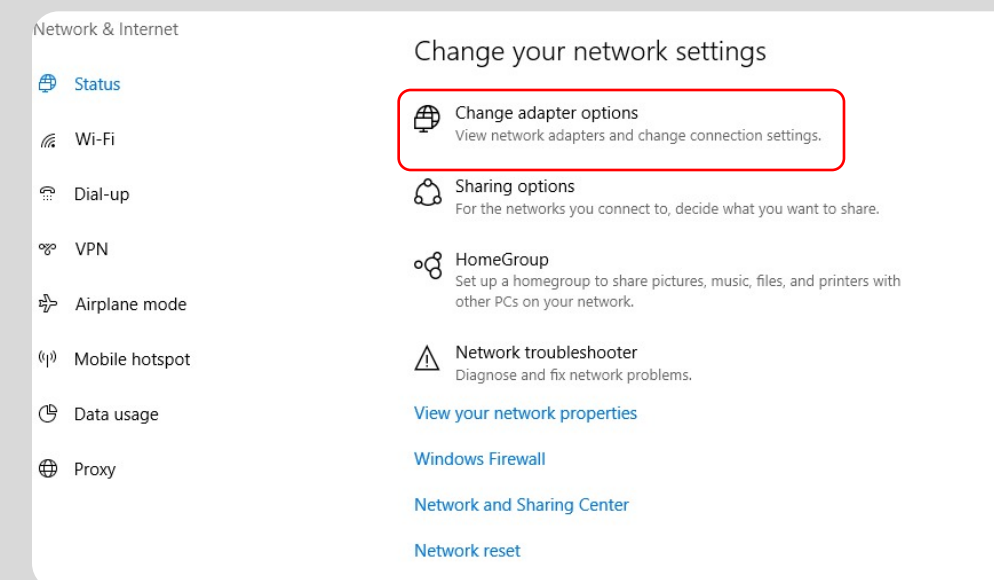 Network & Internet
Status
Wi-Fi
Dial-up
VPN
Airplane mode
Mobile hotspot
Data usage
Proxy
Change your network settings
Change adapter options
View network adapters and change connection settings.
Sharing options
For the networks you connect to, decide what you want to share.
HomeGroup
Set up a homegroup to share pictures, music, files, and printers with
other PCs on your network.
Network troubleshooter
Diagnose and fix network problems.
View your network properties
Windows Firewall
Network and Sharing Center
Network reset